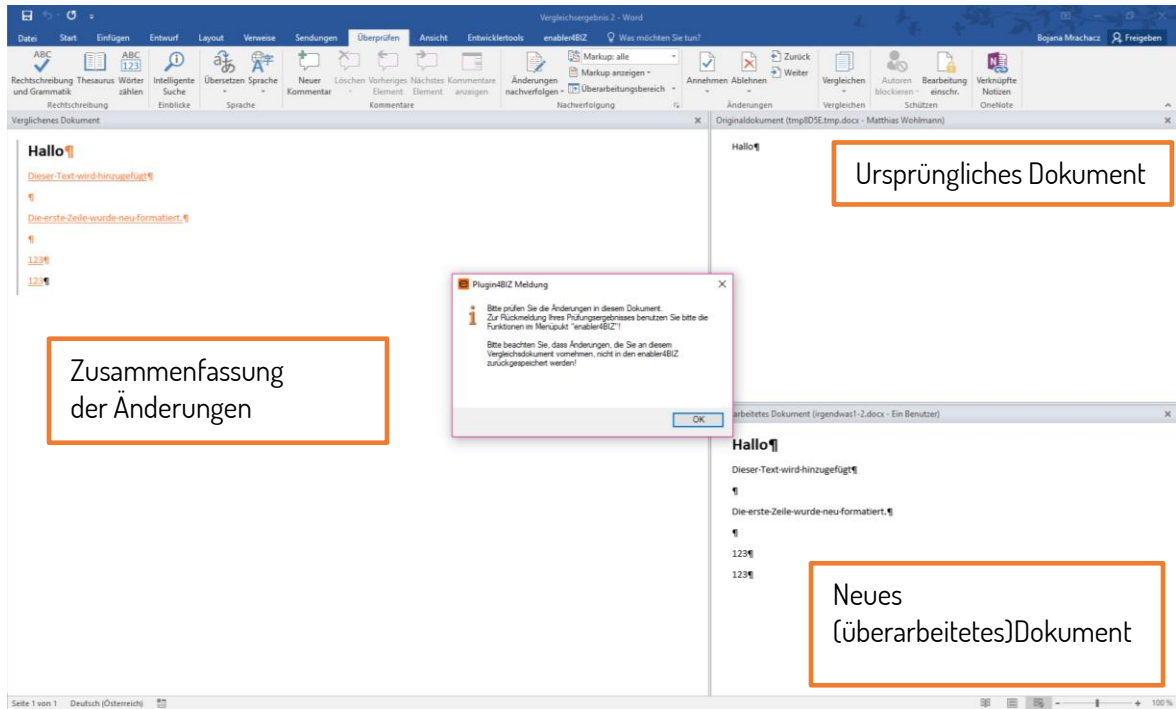 Vergleichsergebnis 2 - Word
Datei Start Einfügen Entwurf Layout Verweise Sendungen Überprüfen Ansicht Entwicklertools enabler4BIZ Was möchten Sie tun? Bojana Mrachacz Freigeben
ABC
Rechtschreibung und Grammatik
Thesaurus
ABC 123
Wörter zählen
Rechtschreibung
Intelligente Suche
Einblicke
Übersetzen
Sprache
Sprache
Neuer Kommentar
Löschen
Vorheriges Element
Nächstes Element
Kommentare anzeigen
Kommentare
Änderungen nachverfolgen
Markup: alle
Markup anzeigen
Überarbeitungsbereich
Nachverfolgung
Annehmen
Ablehnen
Zurück
Weiter
Änderungen
Vergleichen
Vergleichen
Autoren blockieren
Bearbeitung einschr.
Schützen
Verknüpfte Notizen
OneNote
Verglichenes Dokument
Hallo¶
Dieser·Text·wird·hinzugefügt¶
¶
Die·erste·Zeile·wurde·neu·formatiert.¶
¶
123¶
123¶
Zusammenfassung
der Änderungen
Plugin4BIZ Meldung
Bitte prüfen Sie die Änderungen in diesem Dokument.
Zur Rückmeldung Ihres Prüfungsergebnisses benutzen Sie bitte die
Funktionen im Menüpukt "enabler4BIZ"!
Bitte beachten Sie, dass Änderungen, die Sie an diesem
Vergleichsdokument vornehmen, nicht in den enabler4BIZ
zurückgespeichert werden!
OK
Originaldokument (tmp8D5E.tmp.docx - Matthias Wohlmann)
Hallo¶
Ursprüngliches Dokument
arbeitetes Dokument (irgendwas1-2.docx - Ein Benutzer)
Hallo¶
Dieser·Text·wird·hinzugefügt¶
¶
Die·erste·Zeile·wurde·neu·formatiert.¶
¶
123¶
123¶
Neues
(überarbeitetes)Dokument
Seite 1 von 1 Deutsch (Österreich) 100 %